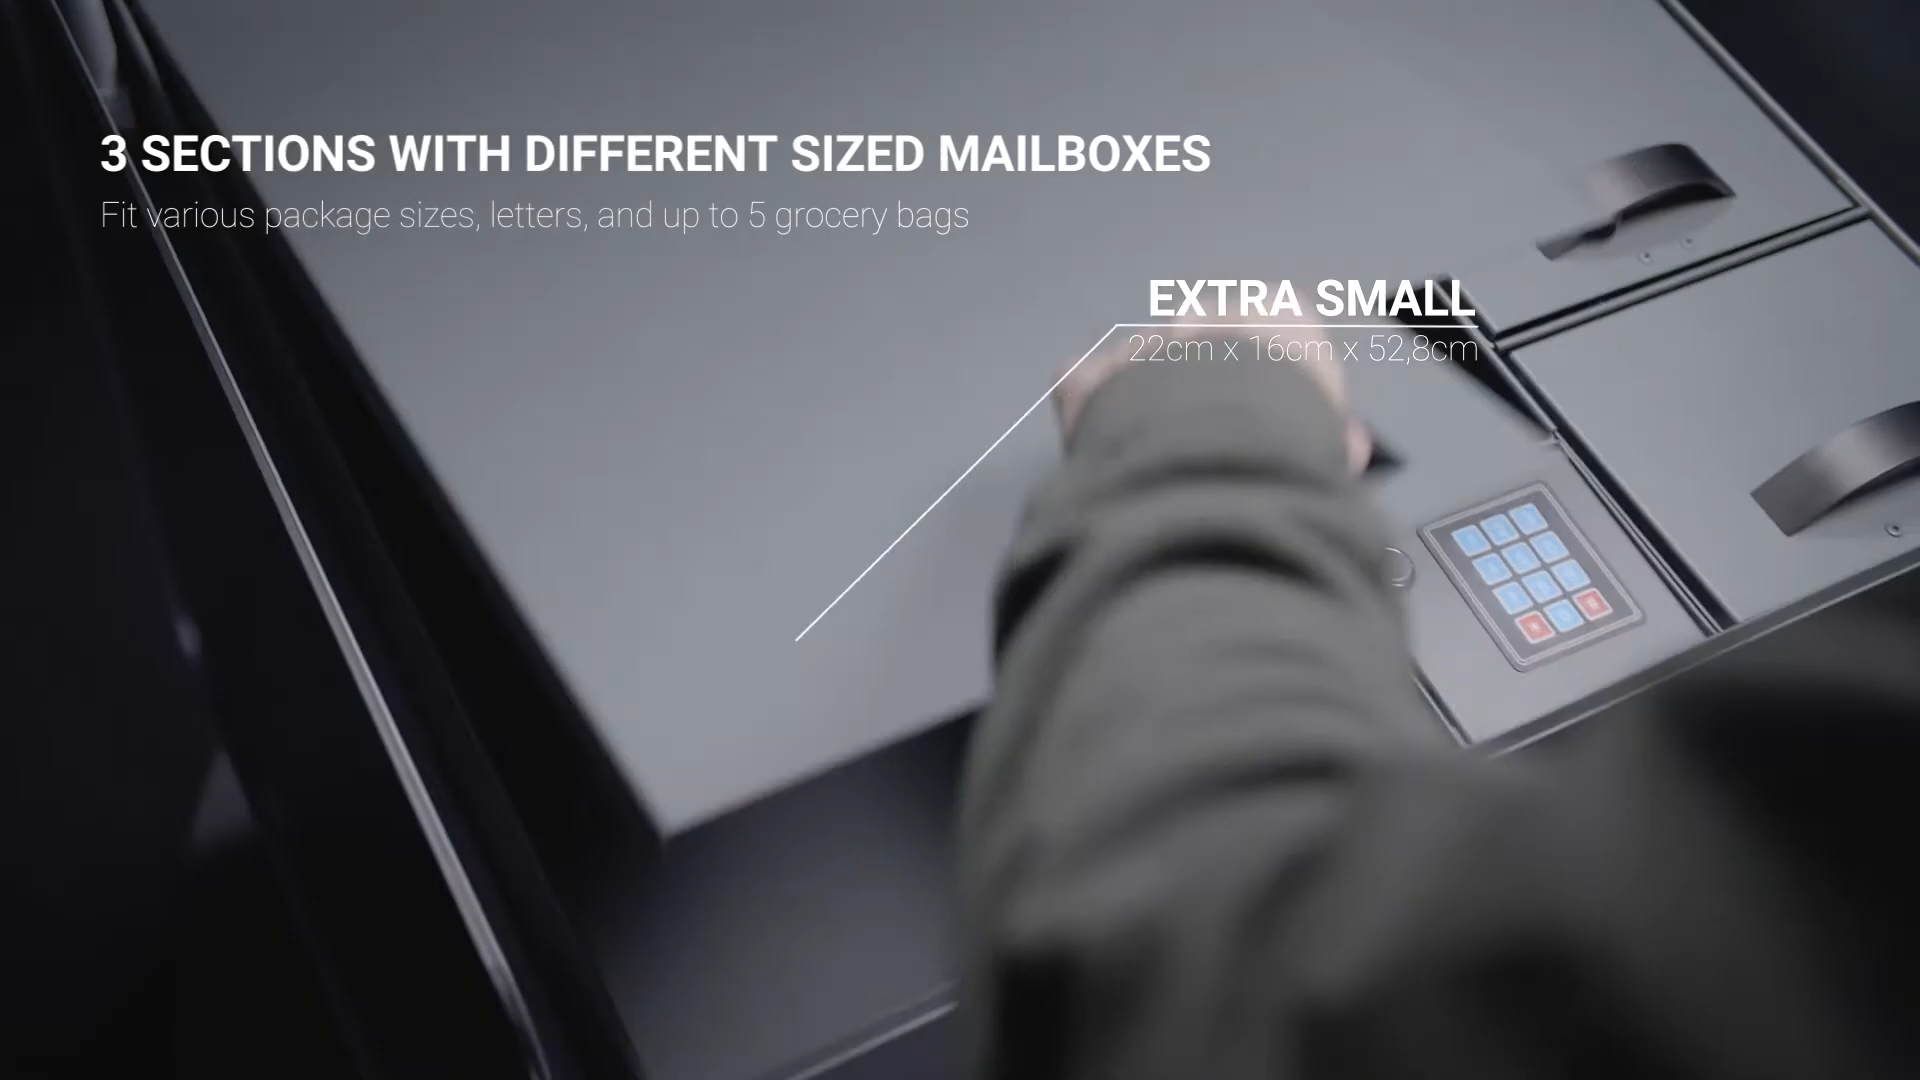 3 SECTIONS WITH DIFFERENT SIZED MAILBOXES
Fit various package sizes, letters, and up to 5 grocery bags
EXTRA SMALL
22cm x 16cm x 52,8cm